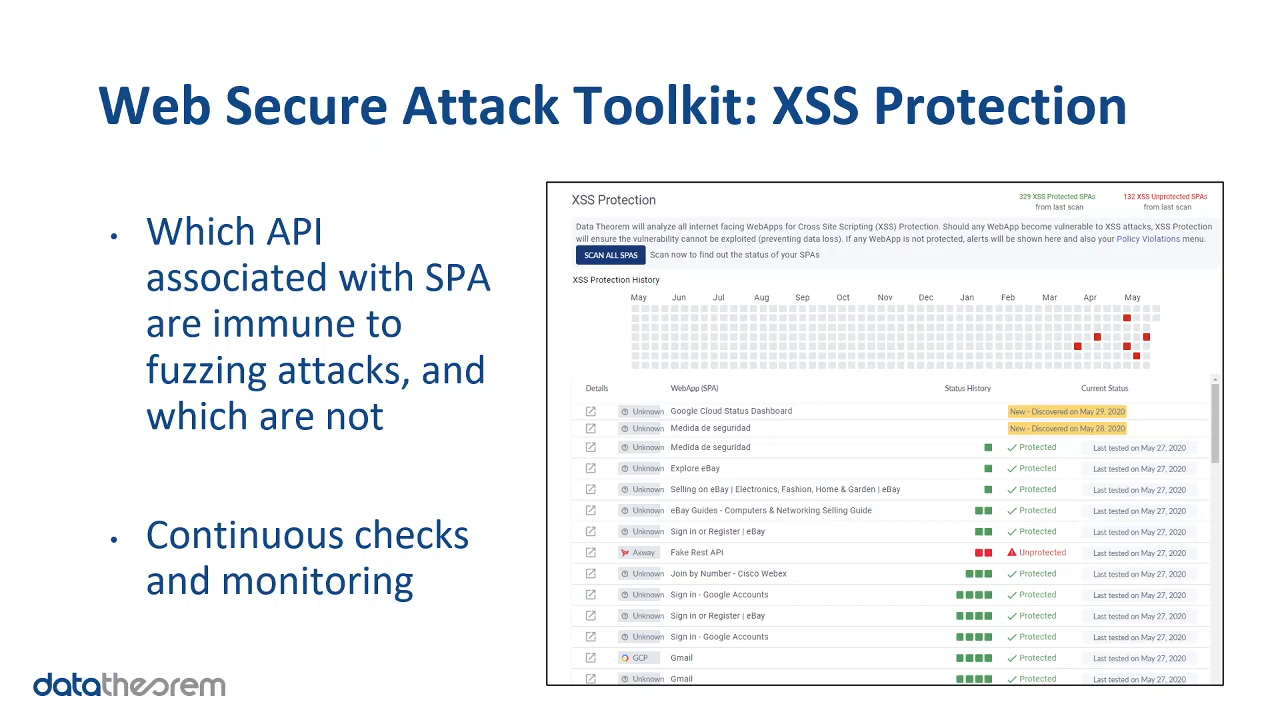 Web Secure Attack Toolkit: XSS Protection
• Which API
associated with SPA
are immune to
fuzzing attacks, and
which are not
• Continuous checks
and monitoring
datatheorem
XSS Protection
329 XSS Protected SPAs
from last scan
132 XSS Unprotected SPAs
from last scan
Data Theorem will analyze all internet facing WebApps for Cross Site Scripting (XSS) Protection. Should any WebApp become vulnerable to XSS attacks, XSS Protection
will ensure the vulnerability cannot be exploited (preventing data loss). If any WebApp is not protected, alerts will be shown here and also your Policy Violations menu.
SCAN ALL SPAS Scan now to find out the status of your SPAs
XSS Protection History
May Jun Jul Aug Sep Oct Nov Dec Jan Feb Mar Apr May
Details WebApp (SPA) Status History Current Status
Unknown Google Cloud Status Dashboard New - Discovered on May 29, 2020
Unknown Medida de seguridad New - Discovered on May 28, 2020
Unknown Medida de seguridad Protected Last tested on May 27, 2020
Unknown Explore eBay Protected Last tested on May 27, 2020
Unknown Selling on eBay | Electronics, Fashion, Home & Garden | eBay Protected Last tested on May 27, 2020
Unknown eBay Guides - Computers & Networking Selling Guide Protected Last tested on May 27, 2020
Unknown Sign in or Register | eBay Protected Last tested on May 27, 2020
Axway Fake Rest API Unprotected Last tested on May 27, 2020
Unknown Join by Number - Cisco Webex Protected Last tested on May 27, 2020
Unknown Sign in - Google Accounts Protected Last tested on May 27, 2020
Unknown Sign in or Register | eBay Protected Last tested on May 27, 2020
Unknown Sign in - Google Accounts Protected Last tested on May 27, 2020
GCP Gmail Protected Last tested on May 27, 2020
Unknown Gmail Protected Last tested on May 27, 2020